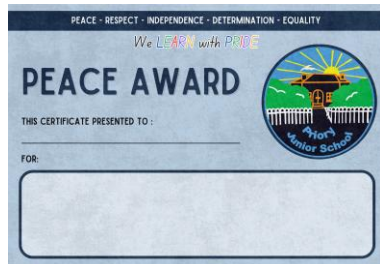 PEACE - RESPECT - INDEPENDENCE - DETERMINATION - EQUALITY
We LEARN with PRIDE
PEACE AWARD
THIS CERTIFICATE PRESENTED TO :
FOR:
Priory
Junior School